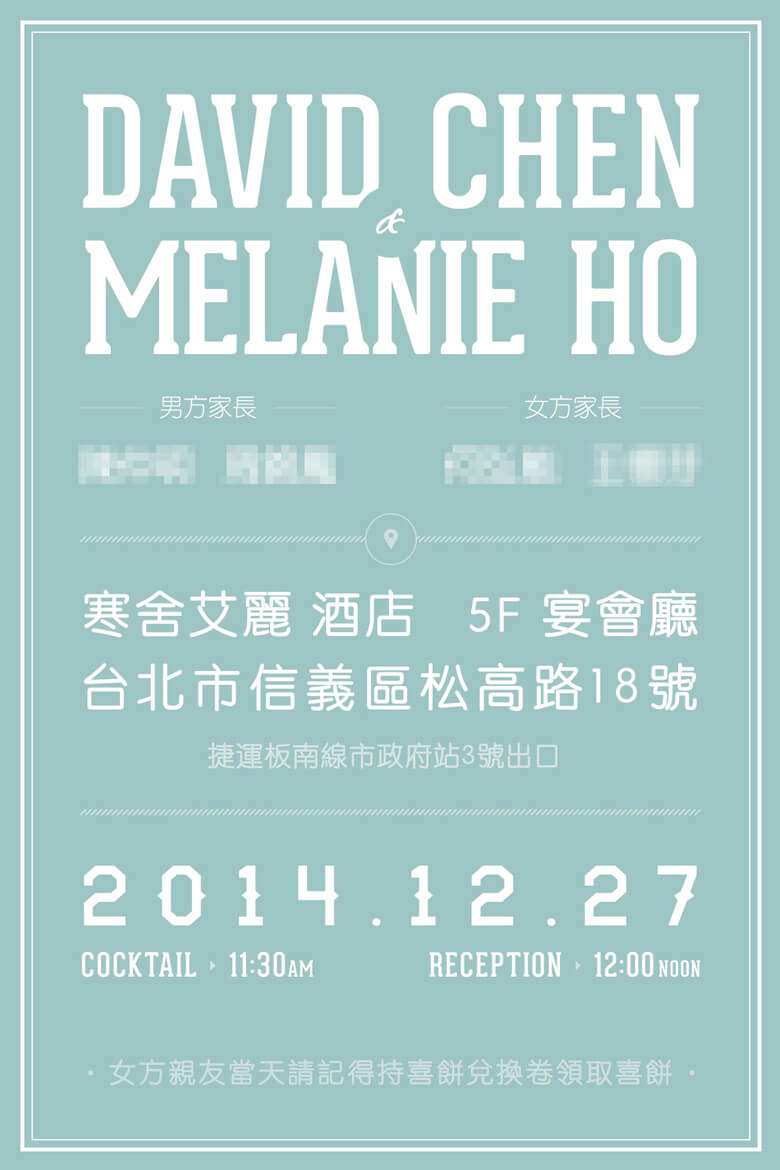 DAVID CHEN
&
MELANIE HO
男方家長 女方家長
寒舍艾麗 酒店 5F 宴會廳
台北市信義區松高路18號
捷運板南線市政府站3號出口
2014.12.27
COCKTAIL 11:30AM RECEPTION 12:00 NOON
· 女方親友當天請記得持喜餅兌換卷領取喜餅 ·